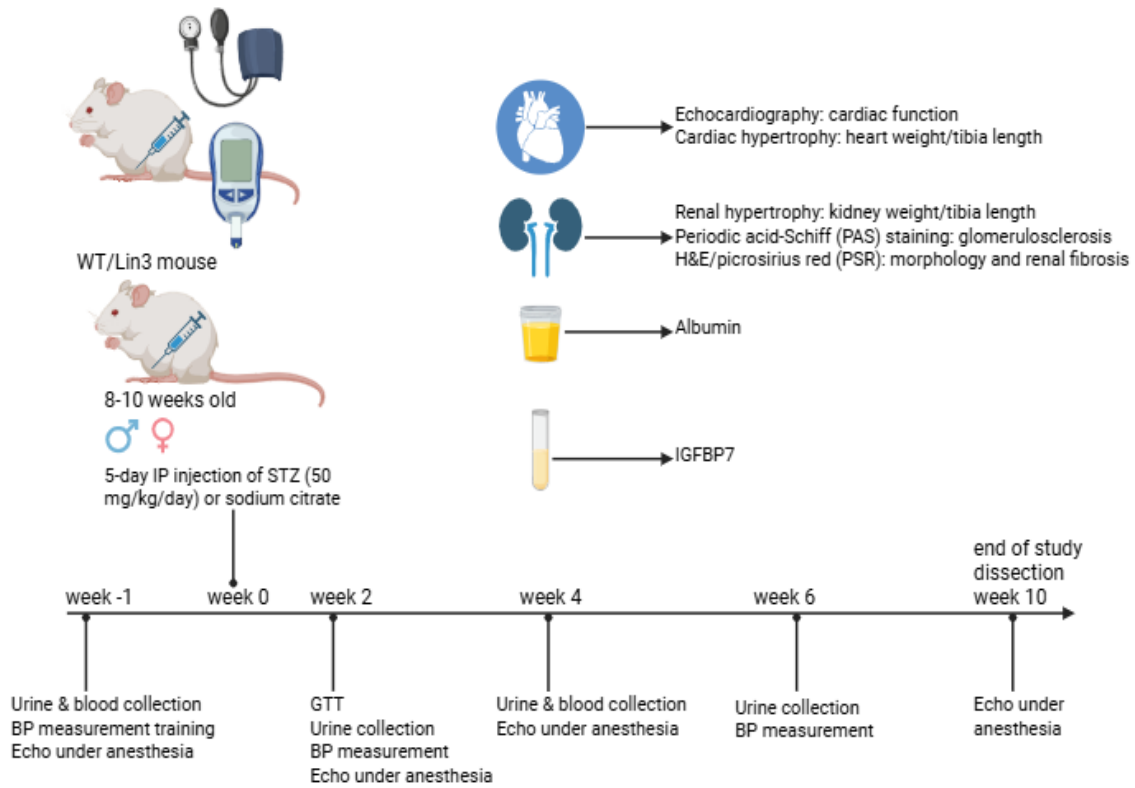 Echocardiography: cardiac function
Cardiac hypertrophy: heart weight/tibia length
Renal hypertrophy: kidney weight/tibia length
Periodic acid-Schiff (PAS) staining: glomerulosclerosis
H&E/picrosirius red (PSR): morphology and renal fibrosis
WT/Lin3 mouse
Albumin
8-10 weeks old
5-day IP injection of STZ (50
mg/kg/day) or sodium citrate
IGFBP7
end of study
dissection
week -1
week 0
week 2
week 4
week 6
week 10
Urine & blood collection
BP measurement training
Echo under anesthesia
GTT
Urine collection
BP measurement
Echo under anesthesia
Urine & blood collection
Echo under anesthesia
Urine collection
BP measurement
Echo under
anesthesia